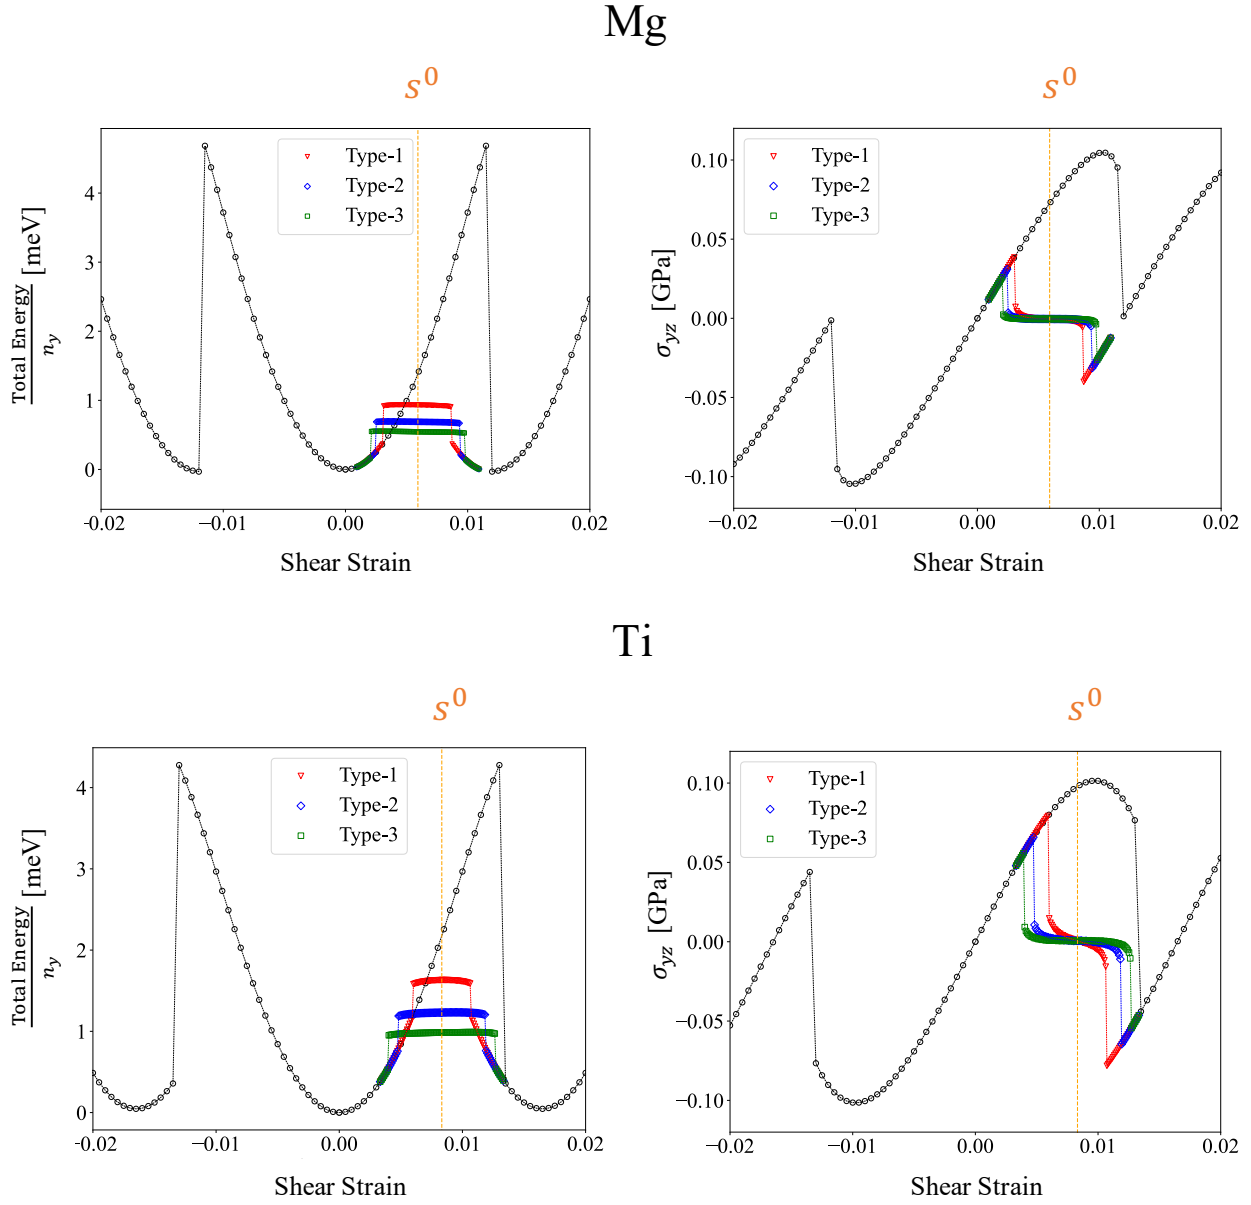 Mg
s⁰
s⁰
Total Energy
n_y
[meV]
4
3
2
1
0
Type-1
Type-2
Type-3
−0.02
−0.01
0.00
0.01
0.02
Shear Strain
σ_yz [GPa]
0.10
0.05
0.00
−0.05
−0.10
Type-1
Type-2
Type-3
−0.02
−0.01
0.00
0.01
0.02
Shear Strain
Ti
s⁰
s⁰
Total Energy
n_y
[meV]
4
3
2
1
0
Type-1
Type-2
Type-3
-0.02
−0.01
0.00
0.01
0.02
Shear Strain
σ_yz [GPa]
0.10
0.05
0.00
−0.05
−0.10
Type-1
Type-2
Type-3
−0.02
−0.01
0.00
0.01
0.02
Shear Strain